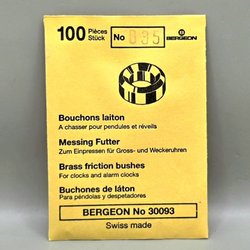 100 Pièces
Stück
No 035
BERGEON
Bouchons laiton
A chasser pour pendules et réveils
Messing Futter
Zum Einpressen für Gross- und Weckeruhren
Brass friction bushes
For clocks and alarm clocks
Buchones de látón
Para péndolas y despetadores
BERGEON No 30093
Swiss made